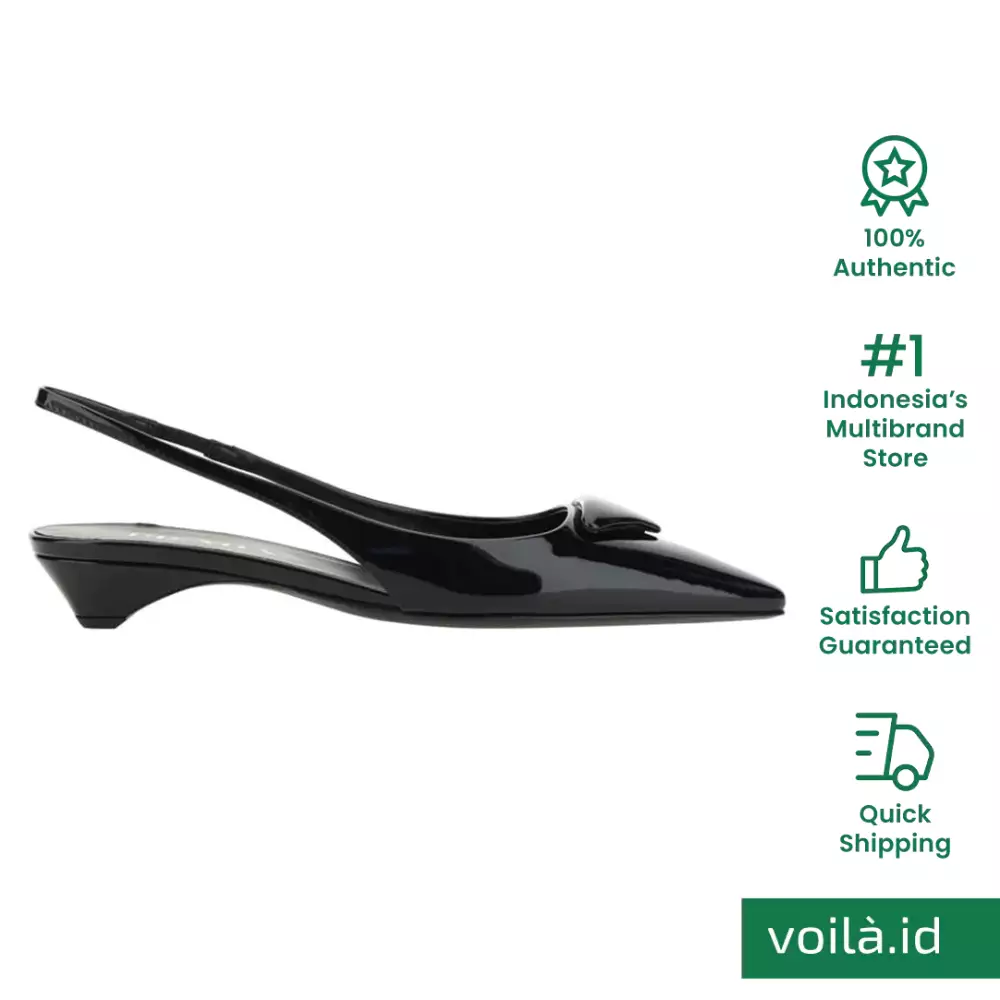 100%
Authentic
#1
Indonesia's
Multibrand
Store
Satisfaction
Guaranteed
Quick
Shipping
voilà.id